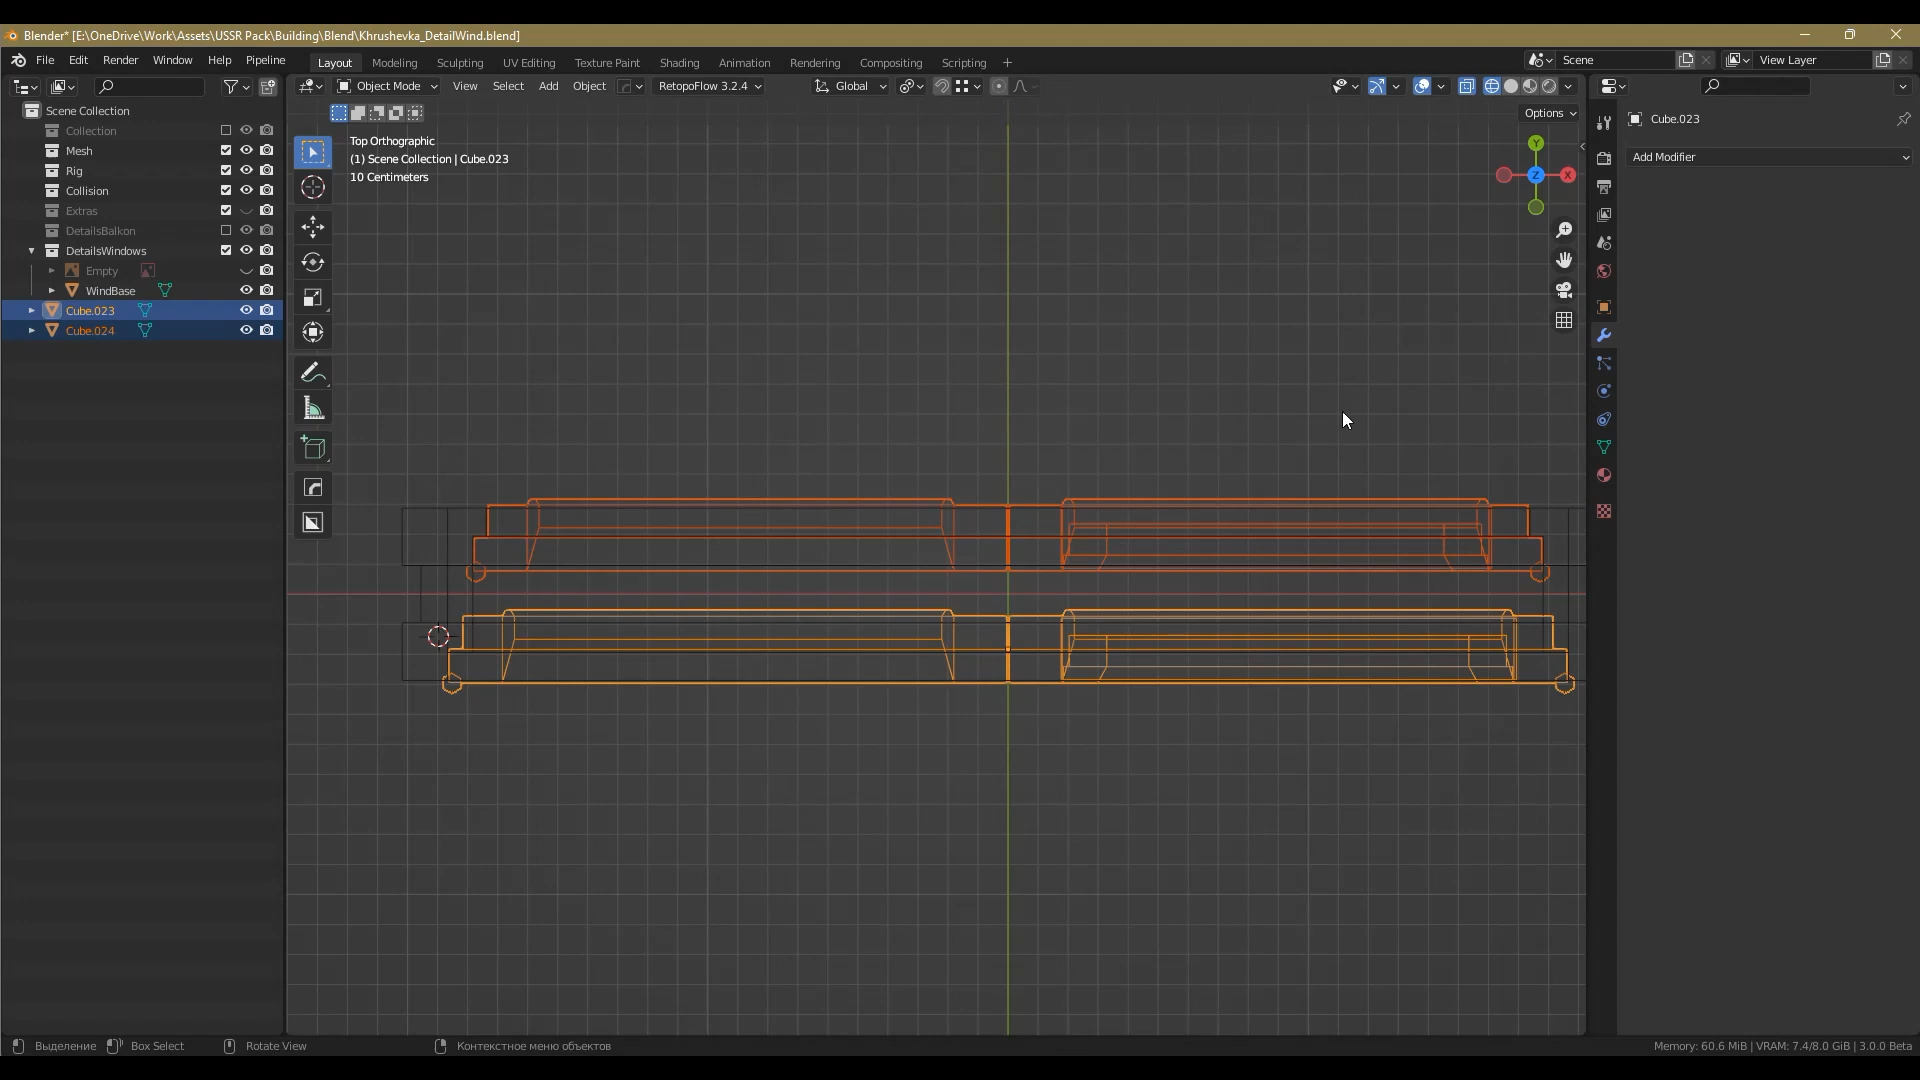 Blender* [E:\OneDrive\Work\Assets\USSR Pack\Building\Blend\Khrushevka_DetailWind.blend]
File Edit Render Window Help Pipeline
Layout Modeling Sculpting UV Editing Texture Paint Shading Animation Rendering Compositing Scripting +
Scene
View Layer
Object Mode View Select Add Object RetopoFlow 3.2.4 Global
Options
Scene Collection
Collection
Mesh
Rig
Collision
Extras
DetailsBalkon
DetailsWindows
Empty
WindBase
Cube.023
Cube.024
Top Orthographic
(1) Scene Collection | Cube.023
10 Centimeters
Y
Z
X
Cube.023
Add Modifier
Выделение Box Select Rotate View Контекстное меню объектов
Memory: 60.6 MiB | VRAM: 7.4/8.0 GiB | 3.0.0 Beta